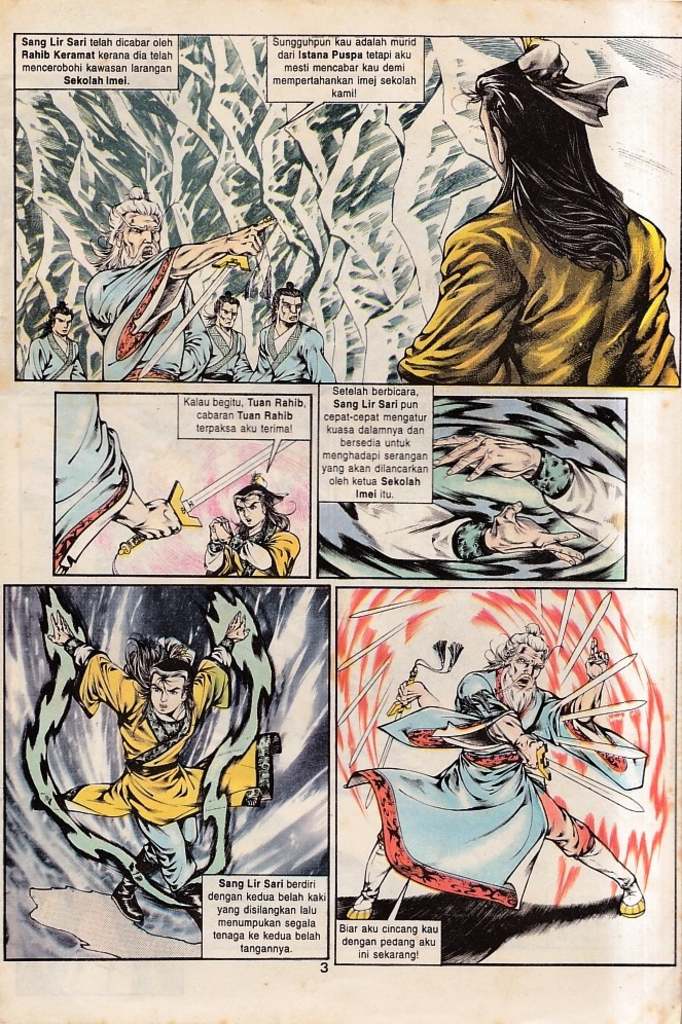 Sang Lir Sari telah dicabar oleh
Rahib Keramat kerana dia telah
mencerobohi kawasan larangan
Sekolah Imei.
Sungguhpun kau adalah murid
dari Istana Puspa tetapi aku
mesti mencabar kau demi
mempertahankan imej sekolah
kami!
Kalau begitu, Tuan Rahib,
cabaran Tuan Rahib
terpaksa aku terima!
Setelah berbicara,
Sang Lir Sari pun
cepat-cepat mengatur
kuasa dalamnya dan
bersedia untuk
menghadapi serangan
yang akan dilancarkan
oleh ketua Sekolah
Imei itu.
Sang Lir Sari berdiri
dengan kedua belah kaki
yang disilangkan lalu
menumpukan segala
tenaga ke kedua belah
tangannya.
Biar aku cincang kau
dengan pedang aku
ini sekarang!
3